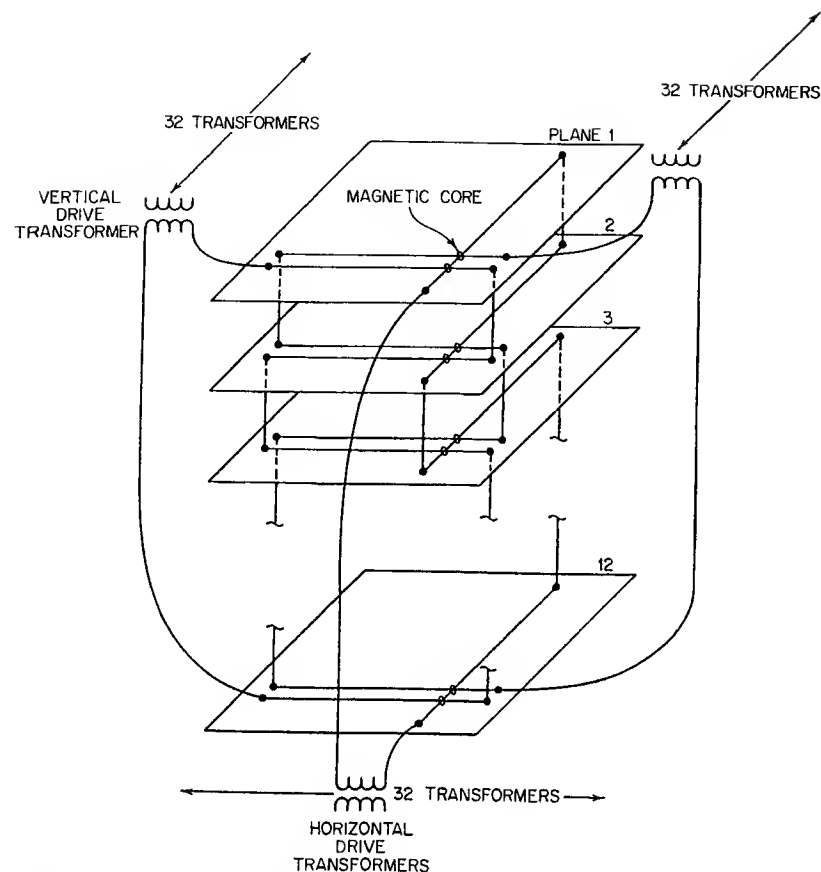 32 TRANSFORMERS
32 TRANSFORMERS
PLANE 1
MAGNETIC CORE
VERTICAL
DRIVE
TRANSFORMER
2
3
12
32 TRANSFORMERS
HORIZONTAL
DRIVE
TRANSFORMERS